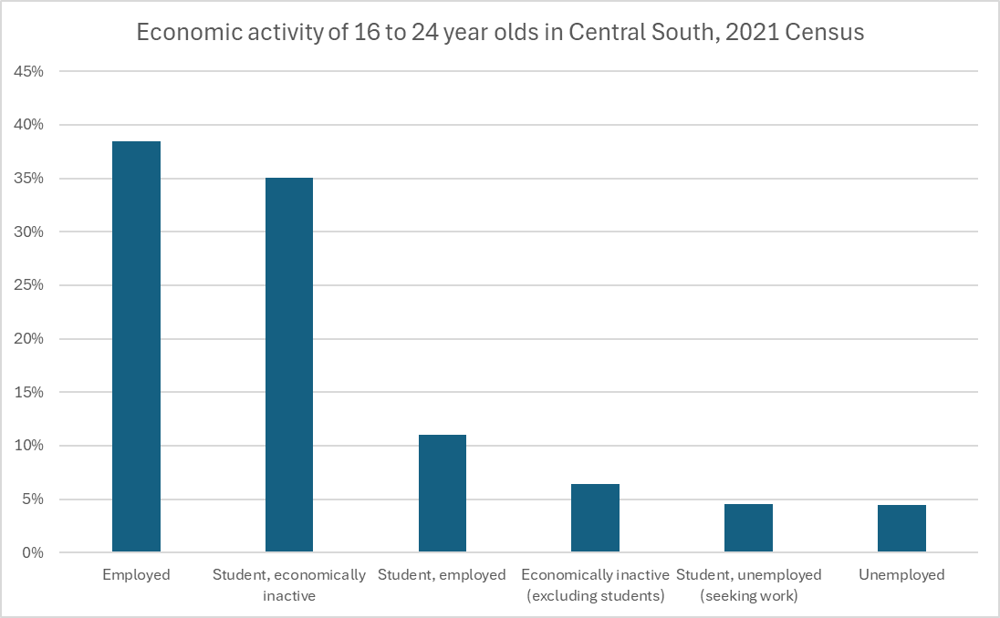 Economic activity of 16 to 24 year olds in Central South, 2021 Census
45%
40%
35%
30%
25%
20%
15%
10%
5%
0%
Employed
Student, economically
inactive
Student, employed
Economically inactive
(excluding students)
Student, unemployed
(seeking work)
Unemployed